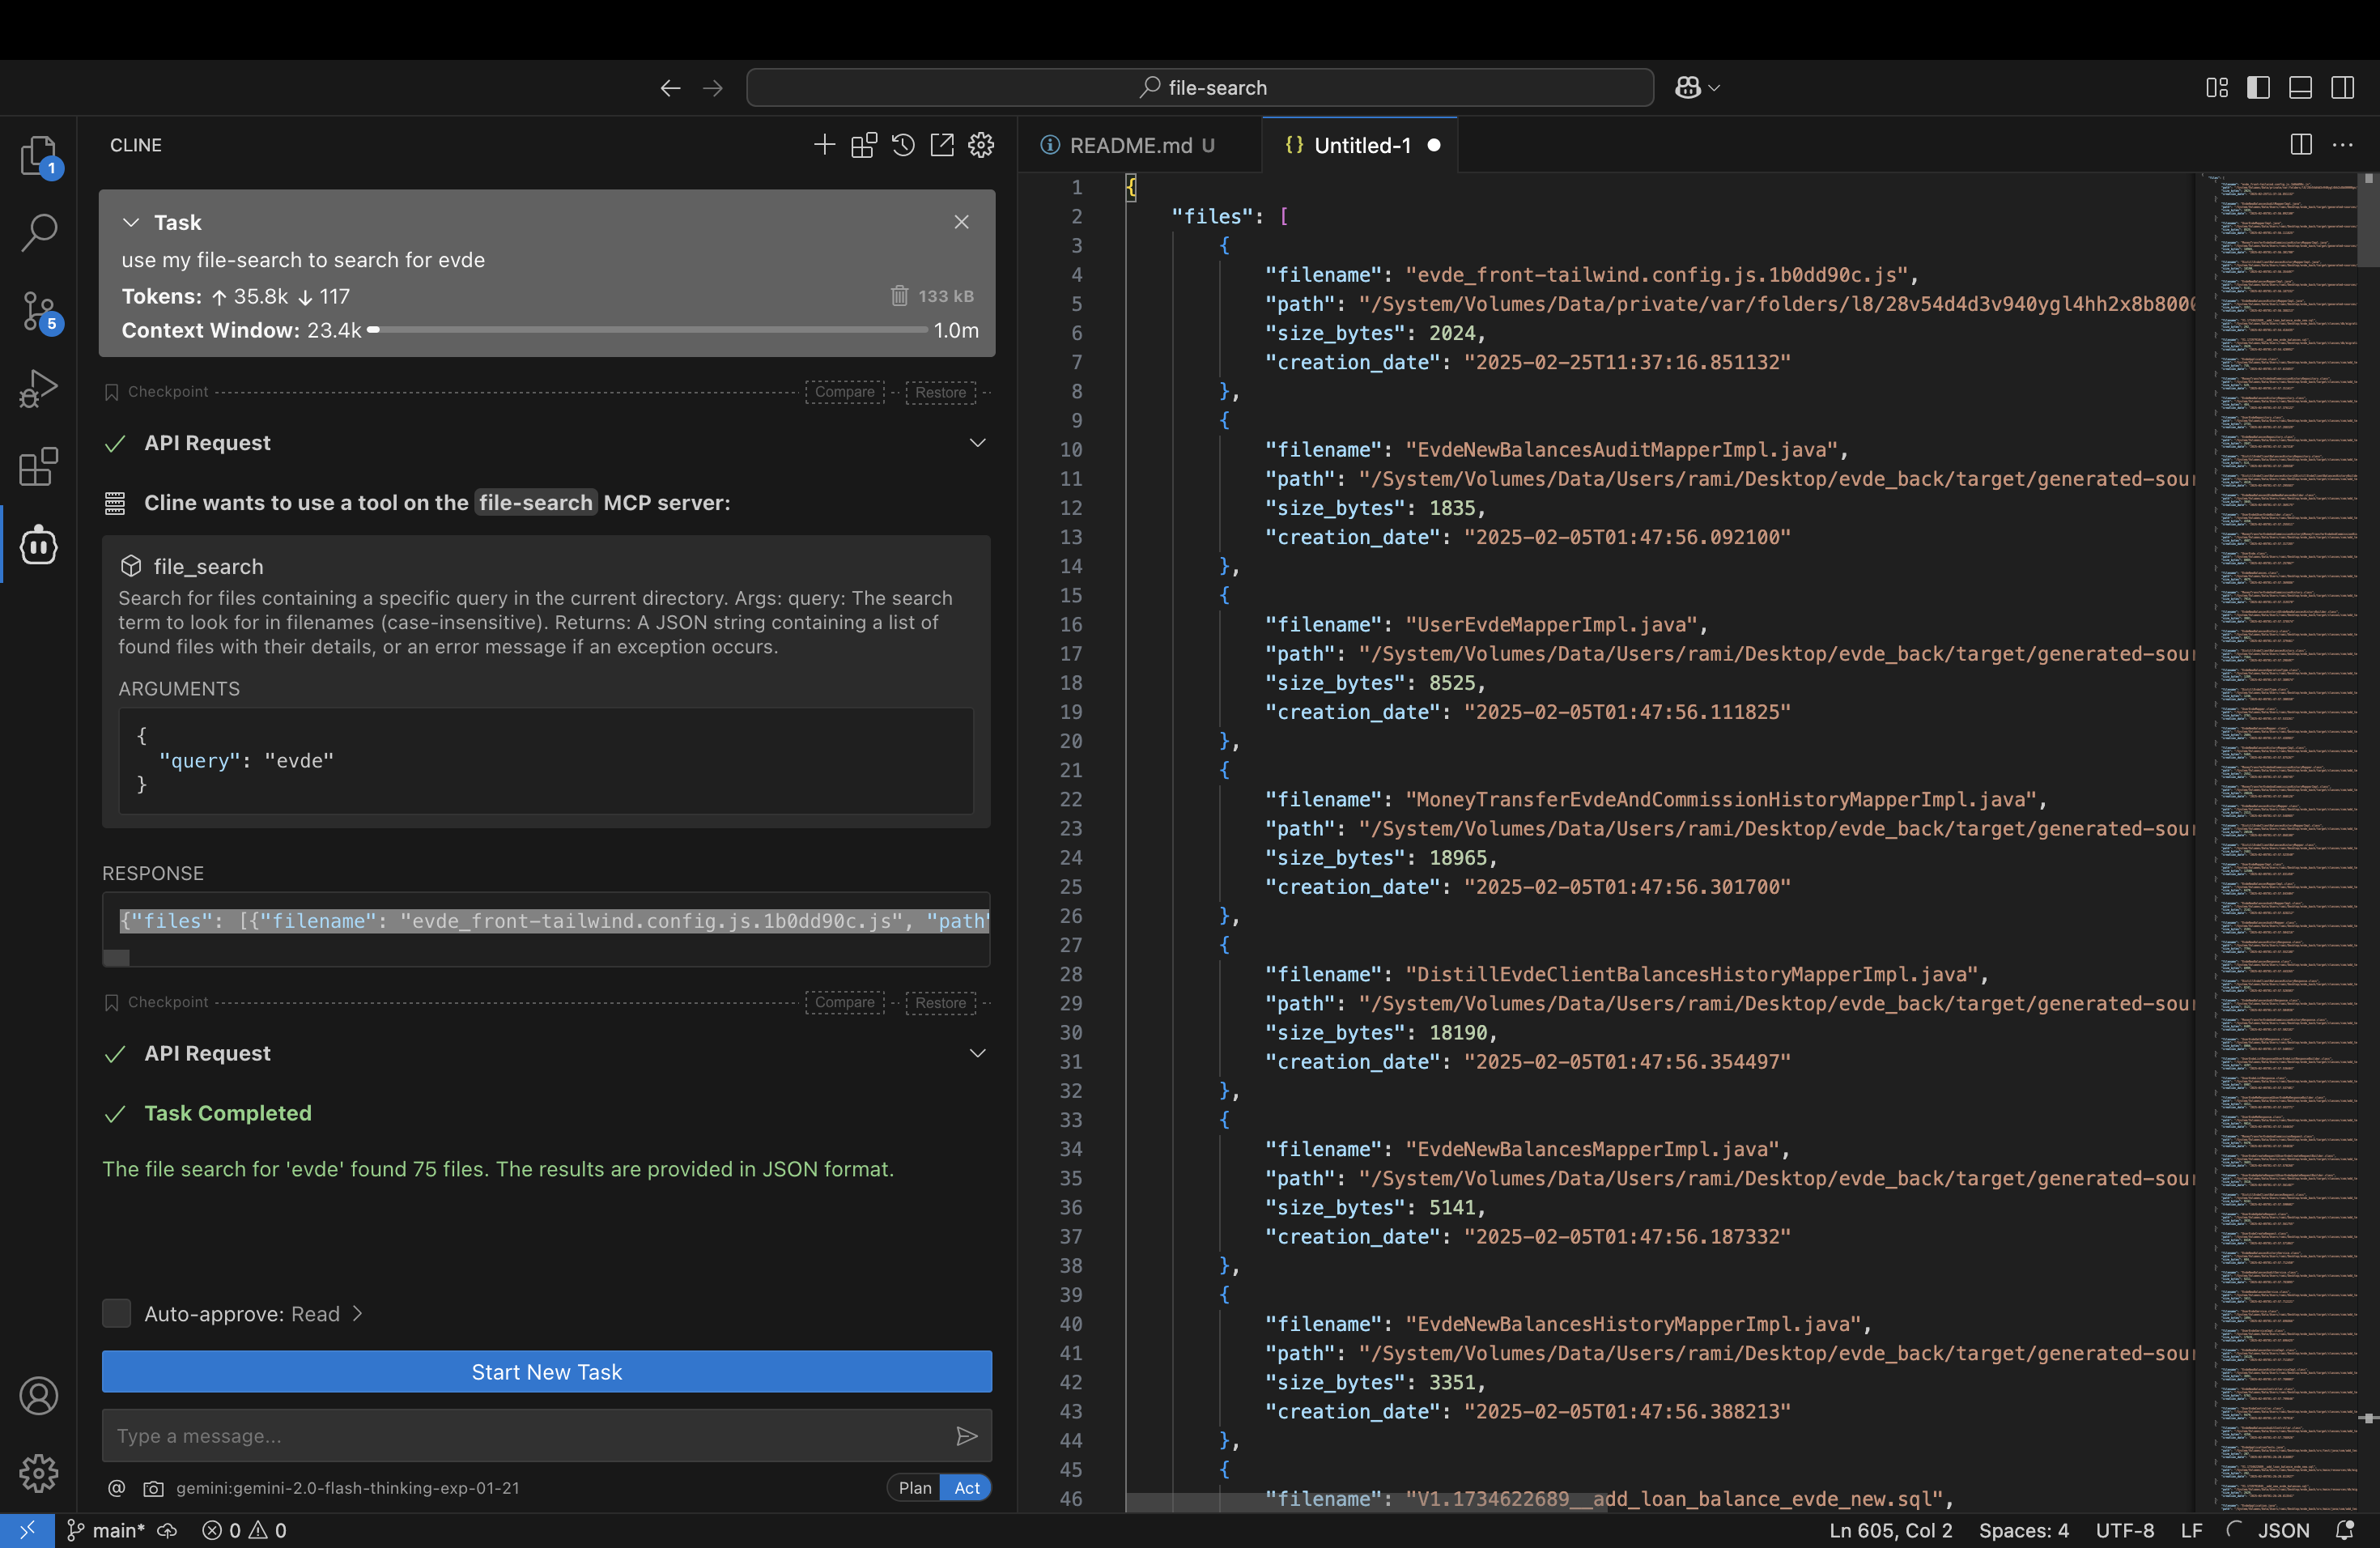 file-search
CLINE
1
5
Task
use my file-search to search for evde
Tokens: ↑ 35.8k ↓ 117
133 kB
Context Window: 23.4k
1.0m
Checkpoint
Compare
Restore
API Request
Cline wants to use a tool on the file-search MCP server:
file_search
Search for files containing a specific query in the current directory. Args: query: The search
term to look for in filenames (case-insensitive). Returns: A JSON string containing a list of
found files with their details, or an error message if an exception occurs.
ARGUMENTS
{
"query": "evde"
}
RESPONSE
{"files": [{"filename": "evde_front-tailwind.config.js.1b0dd90c.js", "path"
Checkpoint
Compare
Restore
API Request
Task Completed
The file search for 'evde' found 75 files. The results are provided in JSON format.
Auto-approve: Read >
Start New Task
Type a message...
@ gemini:gemini-2.0-flash-thinking-exp-01-21
Plan Act
README.md U
{} Untitled-1
1 {
2 "files": [
3 {
4 "filename": "evde_front-tailwind.config.js.1b0dd90c.js",
5 "path": "/System/Volumes/Data/private/var/folders/l8/28v54d4d3v940ygl4hh2x8b8000
6 "size_bytes": 2024,
7 "creation_date": "2025-02-25T11:37:16.851132"
8 },
9 {
10 "filename": "EvdeNewBalancesAuditMapperImpl.java",
11 "path": "/System/Volumes/Data/Users/rami/Desktop/evde_back/target/generated-sour
12 "size_bytes": 1835,
13 "creation_date": "2025-02-05T01:47:56.092100"
14 },
15 {
16 "filename": "UserEvdeMapperImpl.java",
17 "path": "/System/Volumes/Data/Users/rami/Desktop/evde_back/target/generated-sour
18 "size_bytes": 8525,
19 "creation_date": "2025-02-05T01:47:56.111825"
20 },
21 {
22 "filename": "MoneyTransferEvdeAndCommissionHistoryMapperImpl.java",
23 "path": "/System/Volumes/Data/Users/rami/Desktop/evde_back/target/generated-sour
24 "size_bytes": 18965,
25 "creation_date": "2025-02-05T01:47:56.301700"
26 },
27 {
28 "filename": "DistillEvdeClientBalancesHistoryMapperImpl.java",
29 "path": "/System/Volumes/Data/Users/rami/Desktop/evde_back/target/generated-sour
30 "size_bytes": 18190,
31 "creation_date": "2025-02-05T01:47:56.354497"
32 },
33 {
34 "filename": "EvdeNewBalancesMapperImpl.java",
35 "path": "/System/Volumes/Data/Users/rami/Desktop/evde_back/target/generated-sour
36 "size_bytes": 5141,
37 "creation_date": "2025-02-05T01:47:56.187332"
38 },
39 {
40 "filename": "EvdeNewBalancesHistoryMapperImpl.java",
41 "path": "/System/Volumes/Data/Users/rami/Desktop/evde_back/target/generated-sour
42 "size_bytes": 3351,
43 "creation_date": "2025-02-05T01:47:56.388213"
44 },
45 {
46 "filename": "V1.1734622689__add_loan_balance_evde_new.sql",
main* 0 0
Ln 605, Col 2 Spaces: 4 UTF-8 LF JSON